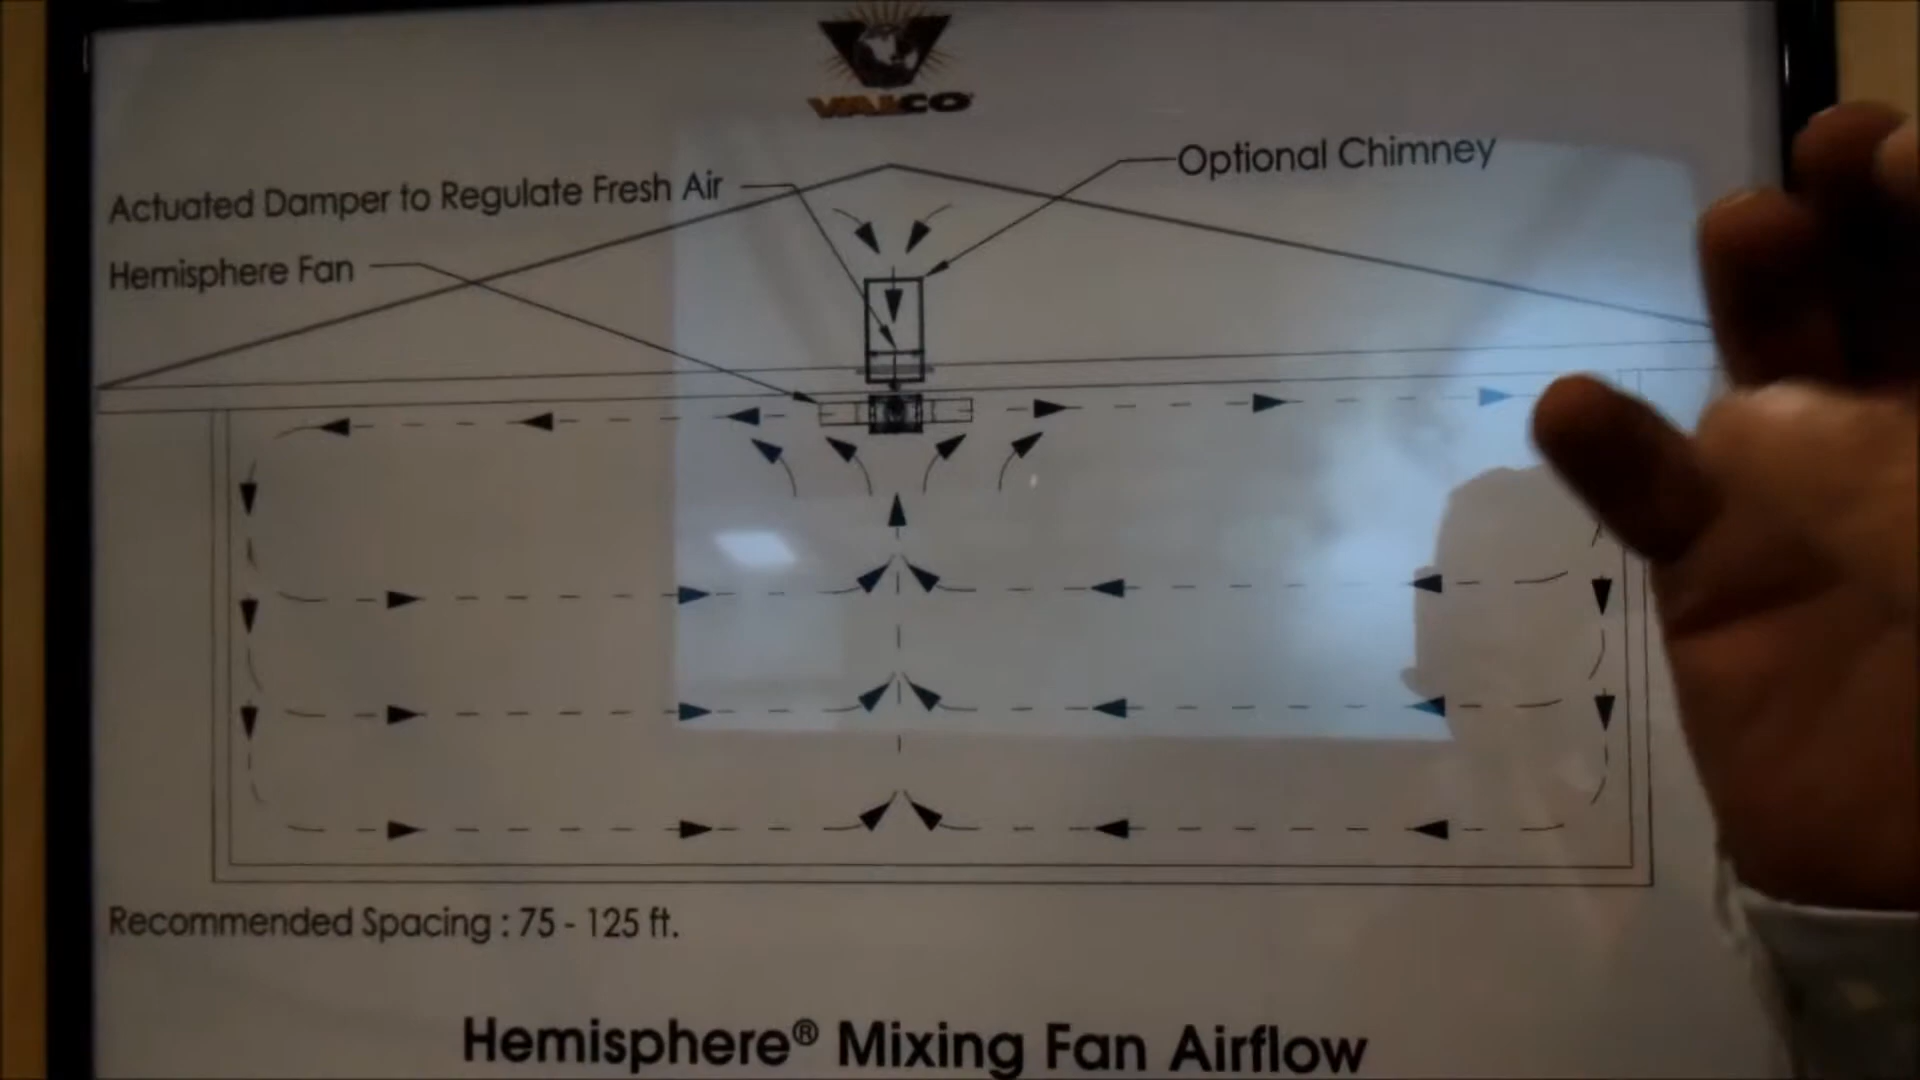 VALCO
Optional Chimney
Actuated Damper to Regulate Fresh Air
Hemisphere Fan
Recommended Spacing : 75 - 125 ft.
Hemisphere® Mixing Fan Airflow